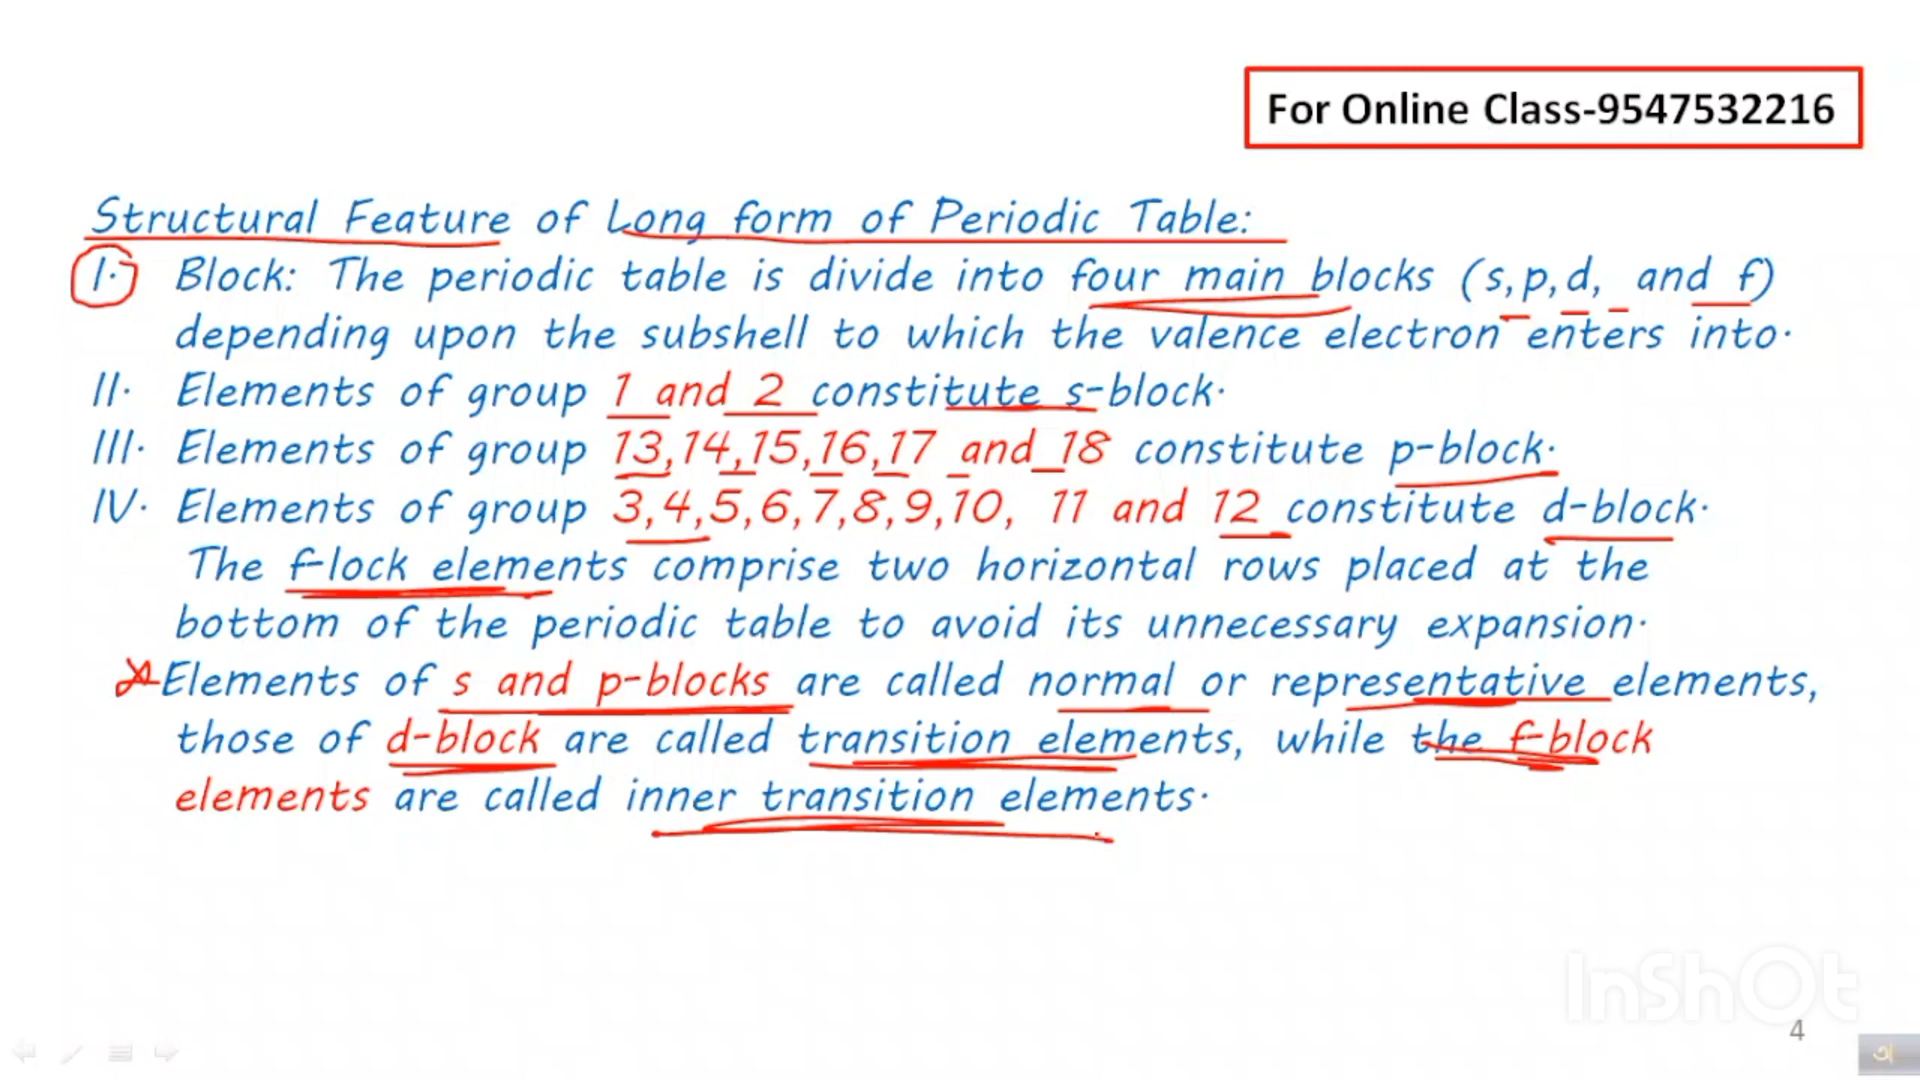 For Online Class-9547532216
Structural Feature of Long form of Periodic Table:
I. Block: The periodic table is divide into four main blocks (s,p,d, and f)
depending upon the subshell to which the valence electron enters into.
II. Elements of group 1 and 2 constitute s-block.
III. Elements of group 13,14,15,16,17 and 18 constitute p-block.
IV. Elements of group 3,4,5,6,7,8,9,10, 11 and 12 constitute d-block.
The f-lock elements comprise two horizontal rows placed at the
bottom of the periodic table to avoid its unnecessary expansion.
Elements of s and p-blocks are called normal or representative elements,
those of d-block are called transition elements, while the f-block
elements are called inner transition elements.
InShOt
4
অ